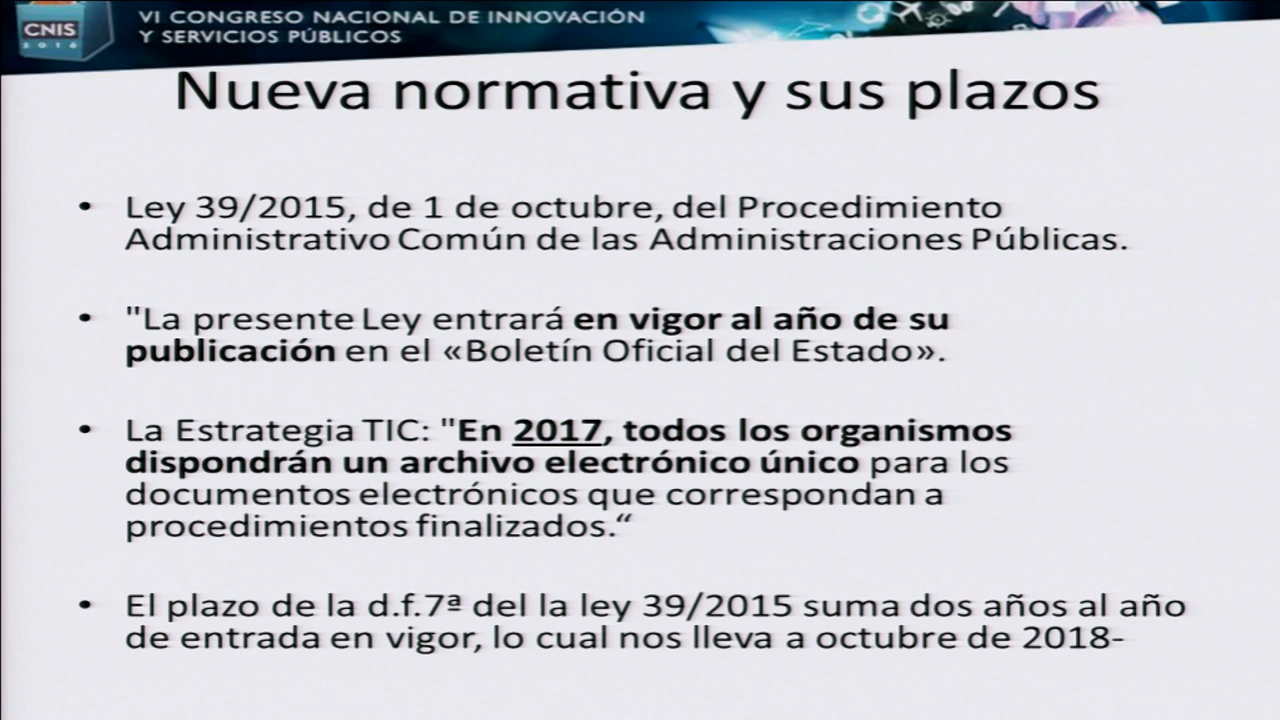 CNIS
2016
VI CONGRESO NACIONAL DE INNOVACIÓN
Y SERVICIOS PÚBLICOS
Nueva normativa y sus plazos
• Ley 39/2015, de 1 de octubre, del Procedimiento
Administrativo Común de las Administraciones Públicas.
• "La presente Ley entrará en vigor al año de su
publicación en el «Boletín Oficial del Estado».
• La Estrategia TIC: "En 2017, todos los organismos
dispondrán un archivo electrónico único para los
documentos electrónicos que correspondan a
procedimientos finalizados.“
• El plazo de la d.f.7ª del la ley 39/2015 suma dos años al año
de entrada en vigor, lo cual nos lleva a octubre de 2018-